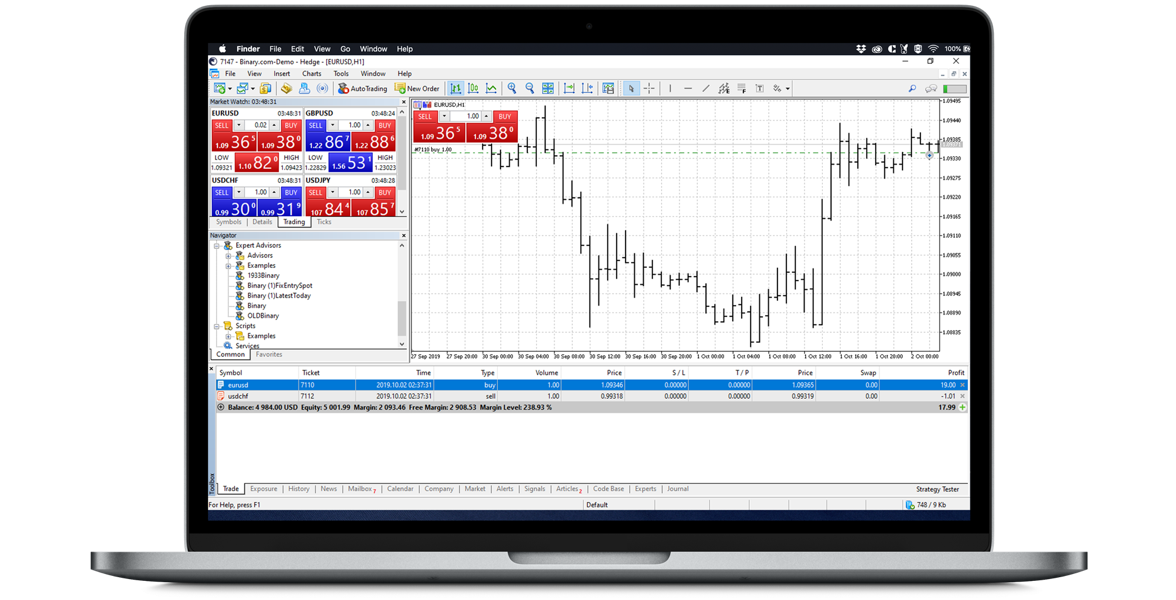 Finder File Edit View Go Window Help 100%
7147 - Binary.com-Demo - Hedge - [EURUSD,H1]
File View Insert Charts Tools Window Help
AutoTrading New Order
Market Watch: 03:48:31
EURUSD 03:48:31 GBPUSD 03:48:24
SELL 0.02 BUY SELL 1.00 BUY
1.09 36 5 1.09 38 0 1.22 86 7 1.22 88 6
LOW 1.10 82 0 HIGH LOW 1.56 53 1 HIGH
1.09321 1.09423 1.22829 1.23023
USDCHF 03:48:31 USDJPY 03:48:28
SELL 1.00 BUY SELL 1.00 BUY
0.99 30 0 0.99 31 9 107 84 4 107 85 7
Symbols Details Trading Ticks
Navigator
Expert Advisors
Advisors
Examples
1933Binary
Binary (1)FixEntrySpot
Binary (1)LatestToday
Binary
OLDBinary
Scripts
Examples
Services
Common Favorites
EURUSD,H1
SELL 1.00 BUY
1.09 36 5 1.09 38 0
#7110 buy 1.00
1.09495
1.09440
1.09385
1.09330
1.09275
1.09220
1.09165
1.09110
1.09055
1.09000
1.08945
1.08890
1.08835
27 Sep 2019 27 Sep 20:00 30 Sep 00:00 30 Sep 04:00 30 Sep 08:00 30 Sep 12:00 30 Sep 16:00 30 Sep 20:00 1 Oct 00:00 1 Oct 04:00 1 Oct 08:00 1 Oct 12:00 1 Oct 16:00 1 Oct 20:00 2 Oct 00:00
Symbol Ticket Time Type Volume Price S / L T / P Price Swap Profit
eurusd 7110 2019.10.02 02:37:31 buy 1.00 1.09346 0.00000 0.00000 1.09365 0.00 19.00
usdchf 7112 2019.10.02 02:37:31 sell 1.00 0.99318 0.00000 0.00000 0.99319 0.00 -1.01
Balance: 4 984.00 USD Equity: 5 001.99 Margin: 2 093.46 Free Margin: 2 908.53 Margin Level: 238.93 % 17.99
Toolbox
Trade Exposure History News Mailbox 7 Calendar Company Market Alerts Signals Articles 2 Code Base Experts Journal Strategy Tester
For Help, press F1 Default 748 / 9 Kb